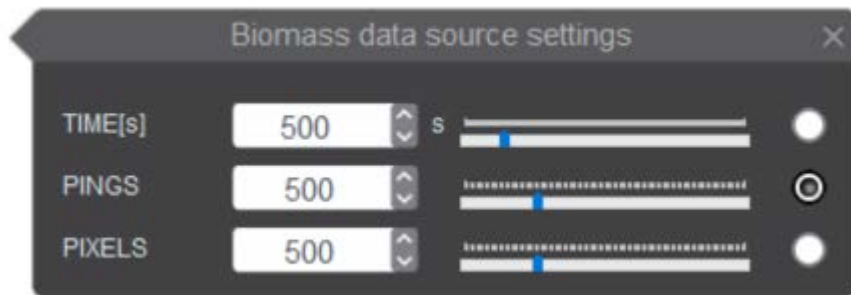 Biomass data source settings
TIME[s] 500 s
PINGS 500
PIXELS 500